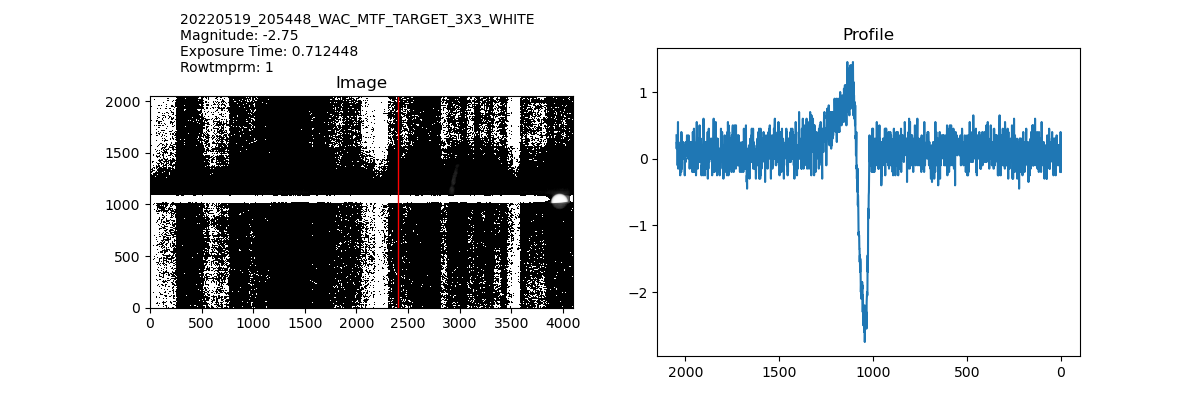 20220519_205448_WAC_MTF_TARGET_3X3_WHITE
Magnitude: -2.75
Exposure Time: 0.712448
Rowtmprm: 1
Image
2000
1500
1000
500
0
0 500 1000 1500 2000 2500 3000 3500 4000
Profile
1
0
−1
−2
2000 1500 1000 500 0